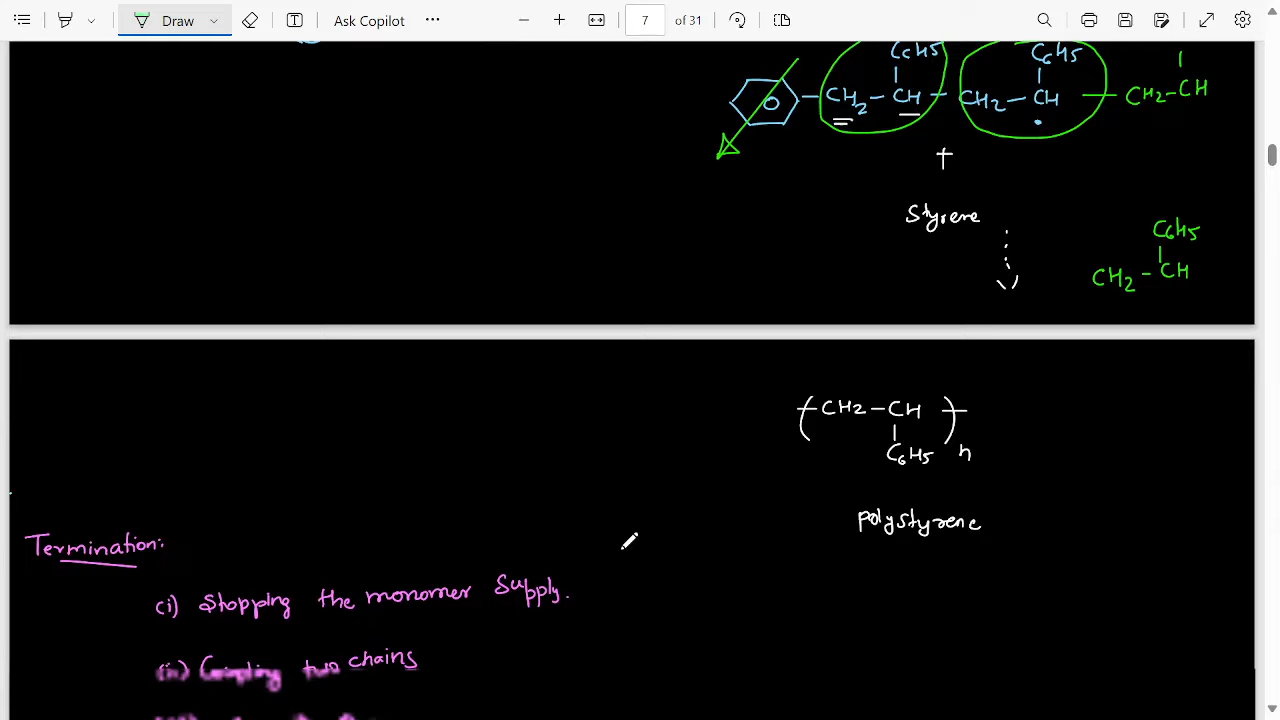 Draw
Ask Copilot
7 of 31
C6H5 C6H5
CH2 - CH - CH2 - CH - CH2 - CH
+
Styrene
C6H5
CH2 - CH
( CH2 - CH ) n
C6H5
polystyrene
Termination:
(i) Stopping the monomer Supply.
(ii) Coupling two chains